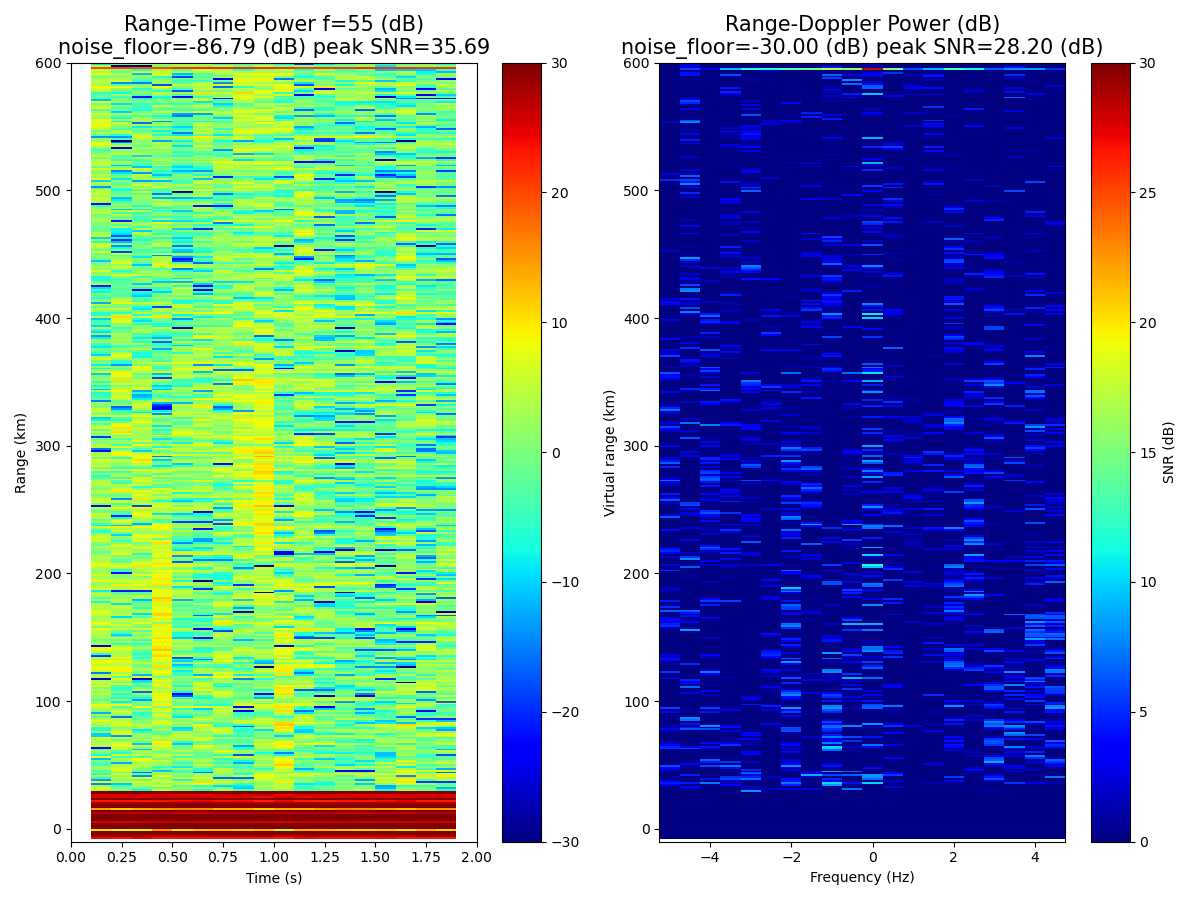 Range-Time Power f=55 (dB)
noise_floor=-86.79 (dB) peak SNR=35.69
Range (km)
600
500
400
300
200
100
0
0.00 0.25 0.50 0.75 1.00 1.25 1.50 1.75 2.00
Time (s)
30
20
10
0
−10
−20
−30
Range-Doppler Power (dB)
noise_floor=-30.00 (dB) peak SNR=28.20 (dB)
Virtual range (km)
600
500
400
300
200
100
0
−4 −2 0 2 4
Frequency (Hz)
30
25
20
15
10
5
0
SNR (dB)